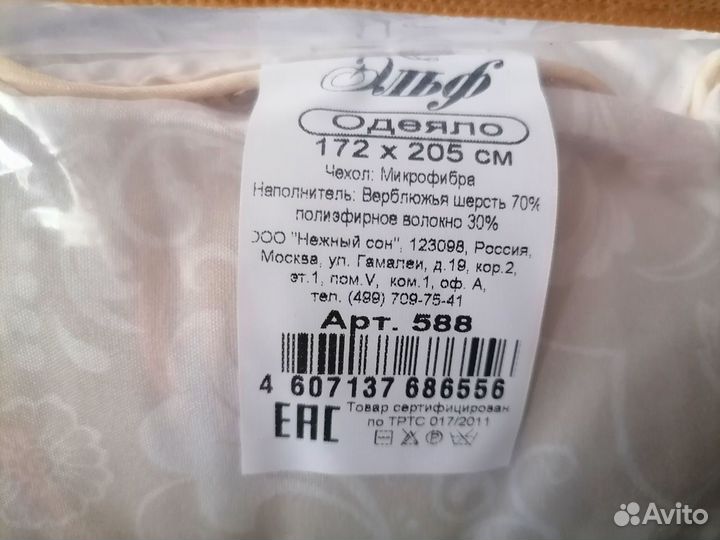 Эльф
Одеяло
172 x 205 см
Чехол: Микрофибра
Наполнитель: Верблюжья шерсть 70%
полиэфирное волокно 30%
ООО "Нежный сон", 123098, Россия,
Москва, ул. Гамалеи, д.19, кор.2,
эт.1, пом.V, ком.1, оф. А,
тел. (499) 709-75-41
Арт. 588
4 607137 686556
EAC Товар сертифицирован
по ТРТС 017/2011
Avito